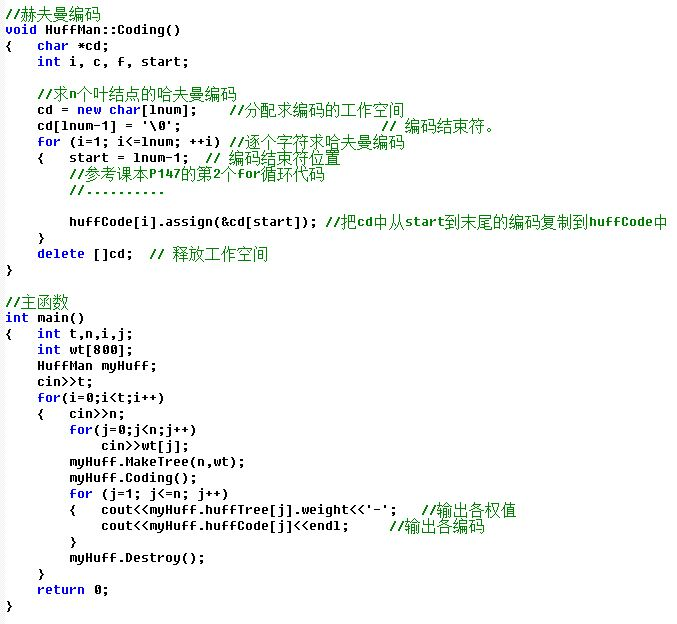 //赫夫曼编码
void HuffMan::Coding()
{   char *cd;
    int i, c, f, start;

    //求n个叶结点的哈夫曼编码
    cd = new char[lnum];    //分配求编码的工作空间
    cd[lnum-1] = '\0';                         // 编码结束符。
    for (i=1; i<=lnum; ++i) //逐个字符求哈夫曼编码
    {   start = lnum-1;  // 编码结束符位置
        //参考课本P147的第2个for循环代码
        //..........

        huffCode[i].assign(&cd[start]); //把cd中从start到末尾的编码复制到huffCode中
    }
    delete []cd;  // 释放工作空间
}

//主函数
int main()
{   int t,n,i,j;
    int wt[800];
    HuffMan myHuff;
    cin>>t;
    for(i=0;i<t;i++)
    {   cin>>n;
        for(j=0;j<n;j++)
            cin>>wt[j];
        myHuff.MakeTree(n,wt);
        myHuff.Coding();
        for (j=1; j<=n; j++)
        {   cout<<myHuff.huffTree[j].weight<<'-';   //输出各权值
            cout<<myHuff.huffCode[j]<<endl;     //输出各编码
        }
        myHuff.Destroy();
    }
    return 0;
}